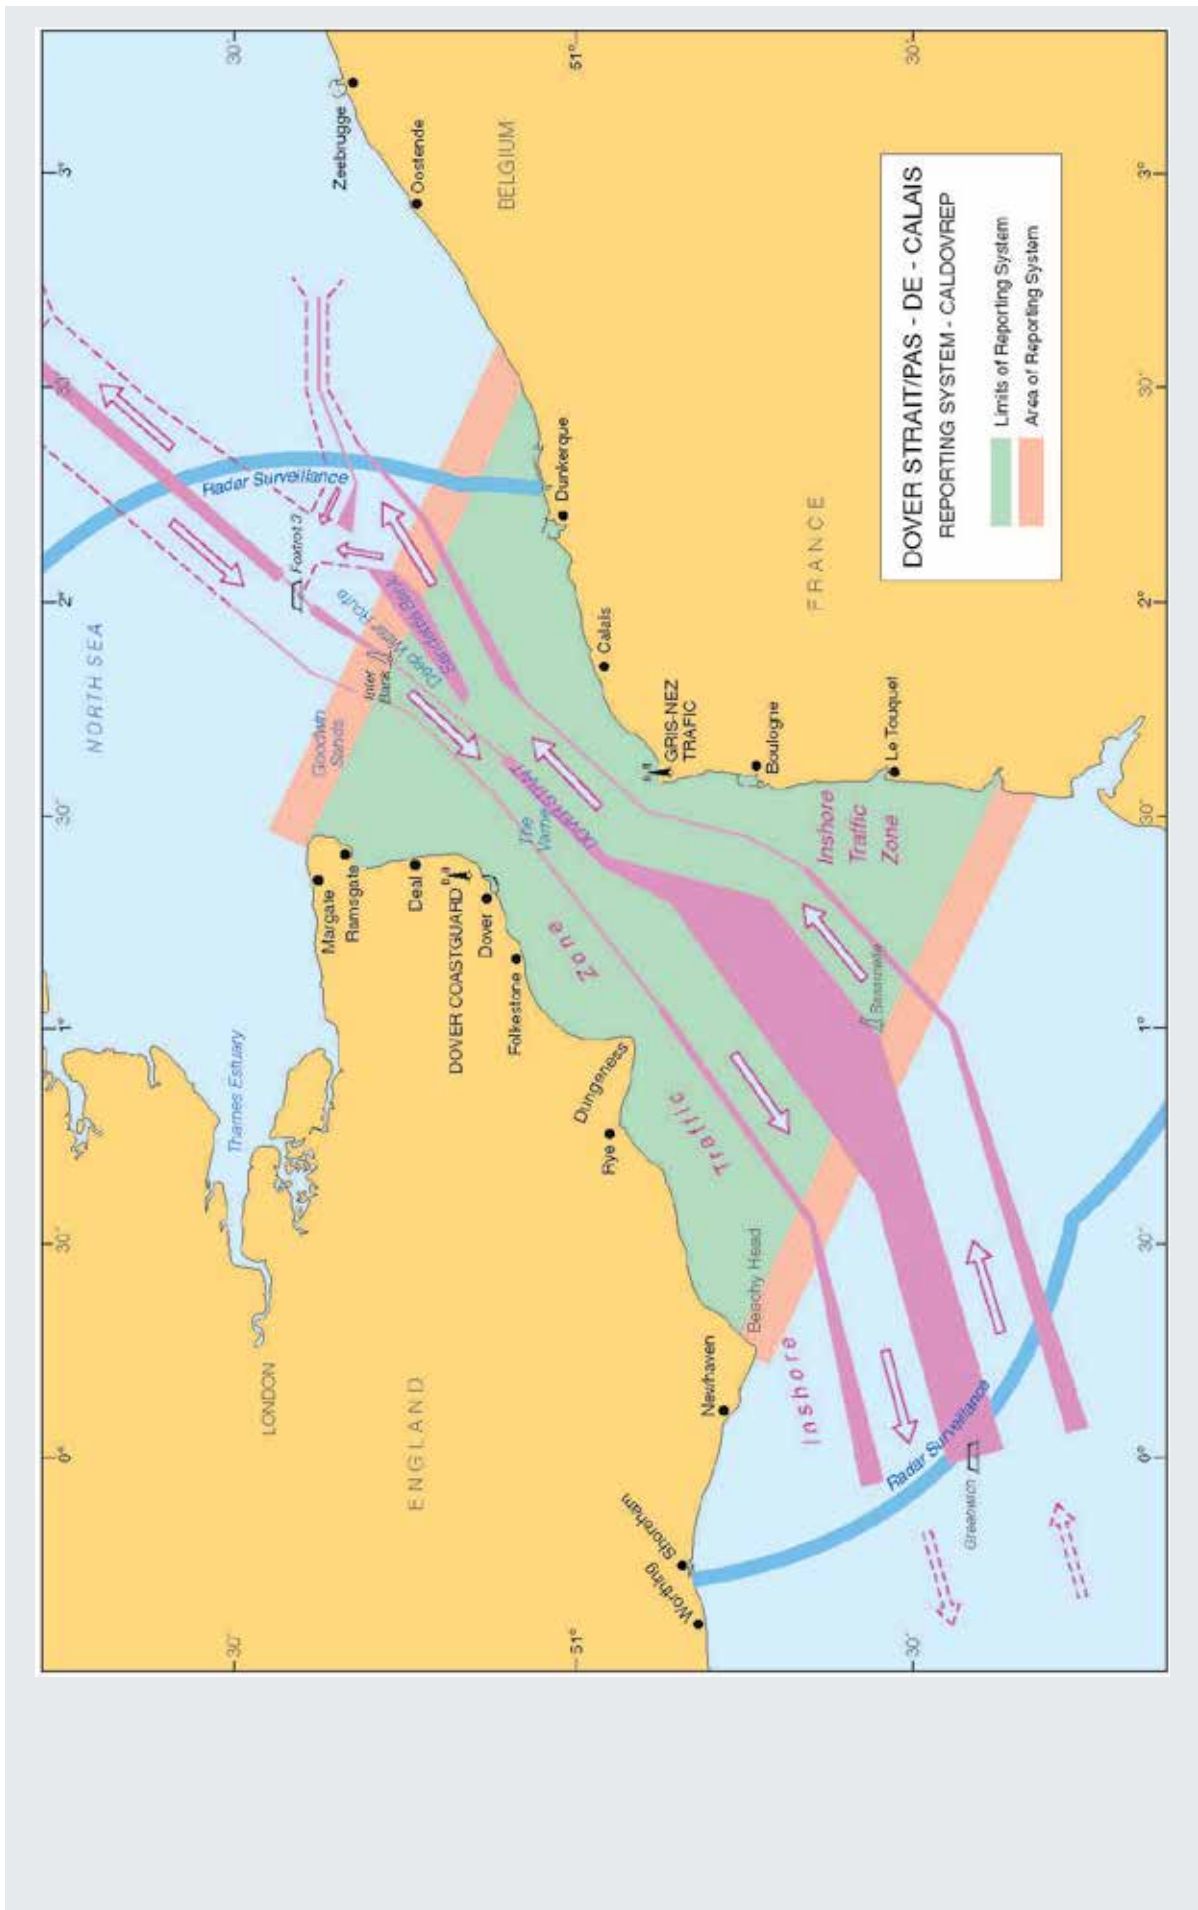 30'
1°
30'
2°
30'
3°
0°
30'
51°
30'
NORTH SEA
Thames Estuary
LONDON
ENGLAND
Margate
Ramsgate
Deal
DOVER COASTGUARD
Dover
Folkestone
Dungeness
Rye
Beachy Head
Newhaven
Shoreham
Worthing
Inshore
Traffic
Zone
Goodwin
Sands
Inter
Bank
Deep Water Route
Sandettie Bank
Foxtrot 3
Radar Surveillance
The
Varne
DOVER STRAIT
Zeebrugge
Oostende
BELGIUM
Dunkerque
Calais
GRIS-NEZ
TRAFIC
Boulogne
Le Touquet
FRANCE
Inshore
Traffic
Zone
Bassurelle
Radar Surveillance
Greenwich
DOVER STRAIT/PAS - DE - CALAIS
REPORTING SYSTEM - CALDOVREP
Limits of Reporting System
Area of Reporting System
51°
30'
0°
30'
1°
30'
2°
30'
3°